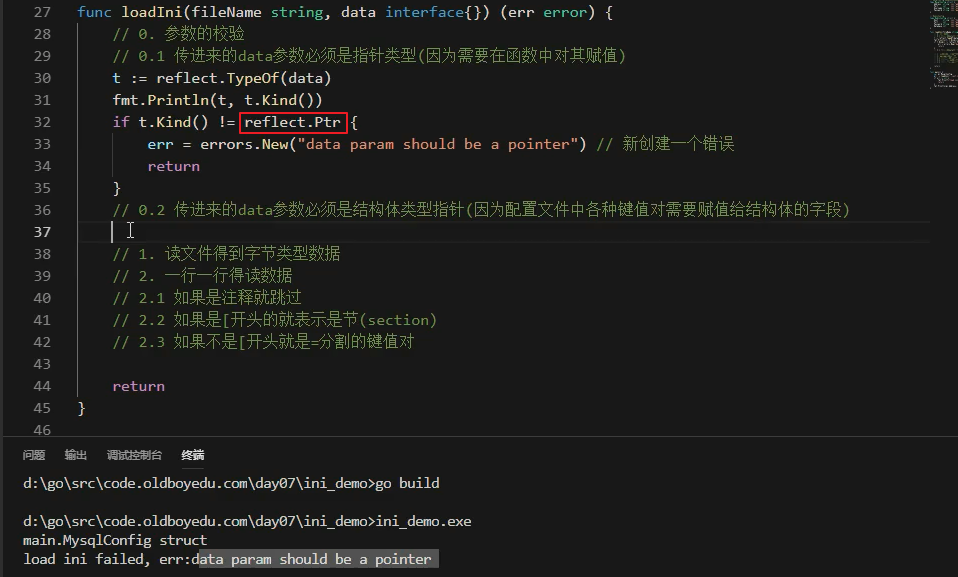 27 func loadIni(fileName string, data interface{}) (err error) {
28 // 0. 参数的校验
29 // 0.1 传进来的data参数必须是指针类型(因为需要在函数中对其赋值)
30 t := reflect.TypeOf(data)
31 fmt.Println(t, t.Kind())
32 if t.Kind() != reflect.Ptr {
33 err = errors.New("data param should be a pointer") // 新创建一个错误
34 return
35 }
36 // 0.2 传进来的data参数必须是结构体类型指针(因为配置文件中各种键值对需要赋值给结构体的字段)
37
38 // 1. 读文件得到字节类型数据
39 // 2. 一行一行得读数据
40 // 2.1 如果是注释就跳过
41 // 2.2 如果是[开头的就表示是节(section)
42 // 2.3 如果不是[开头就是=分割的键值对
43
44 return
45 }
46
问题 输出 调试控制台 终端
d:\go\src\code.oldboyedu.com\day07\ini_demo>go build
d:\go\src\code.oldboyedu.com\day07\ini_demo>ini_demo.exe
main.MysqlConfig struct
load ini failed, err:data param should be a pointer